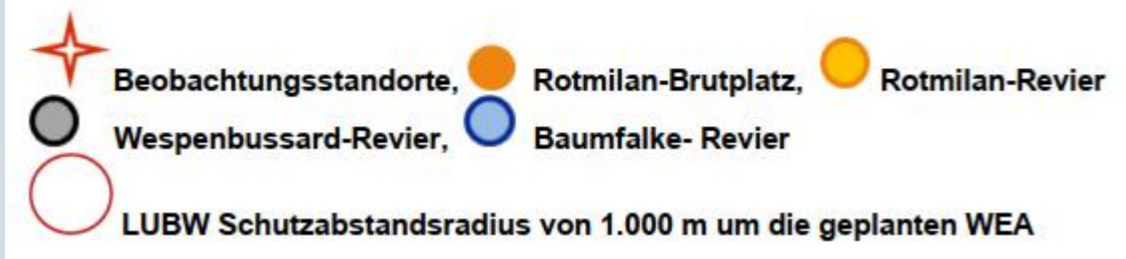 Beobachtungsstandorte, Rotmilan-Brutplatz, Rotmilan-Revier
Wespenbussard-Revier, Baumfalke- Revier
LUBW Schutzabstandsradius von 1.000 m um die geplanten WEA